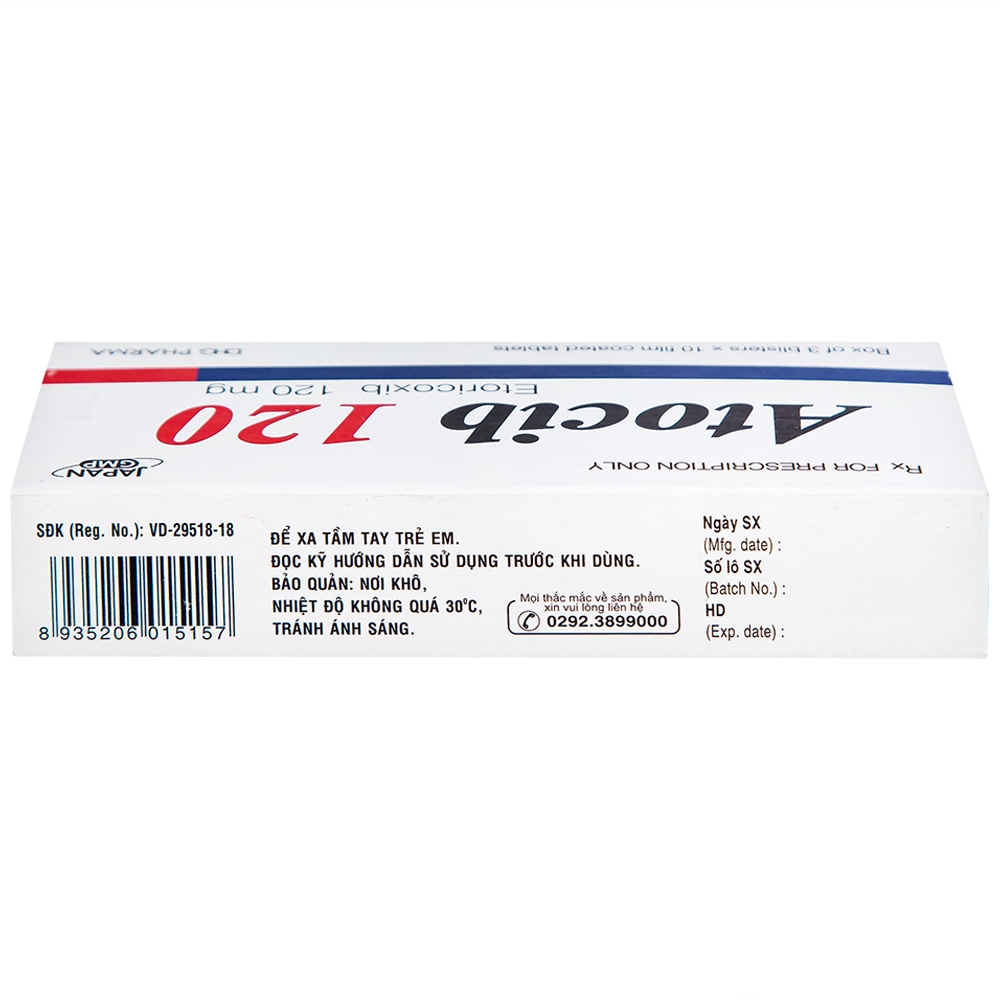 DHG PHARMA
Box of 3 blisters x 10 film coated tablets
Etoricoxib 120 mg
Atocib 120
JAPAN
GMP
Rx FOR PRESCRIPTION ONLY
SĐK (Reg. No.): VD-29518-18
8 935206 015157
ĐỂ XA TẦM TAY TRẺ EM.
ĐỌC KỸ HƯỚNG DẪN SỬ DỤNG TRƯỚC KHI DÙNG.
BẢO QUẢN: NƠI KHÔ,
NHIỆT ĐỘ KHÔNG QUÁ 30⁰C,
TRÁNH ÁNH SÁNG.
Mọi thắc mắc về sản phẩm,
xin vui lòng liên hệ
0292.3899000
Ngày SX
(Mfg. date) :
Số lô SX
(Batch No.) :
HD
(Exp. date) :